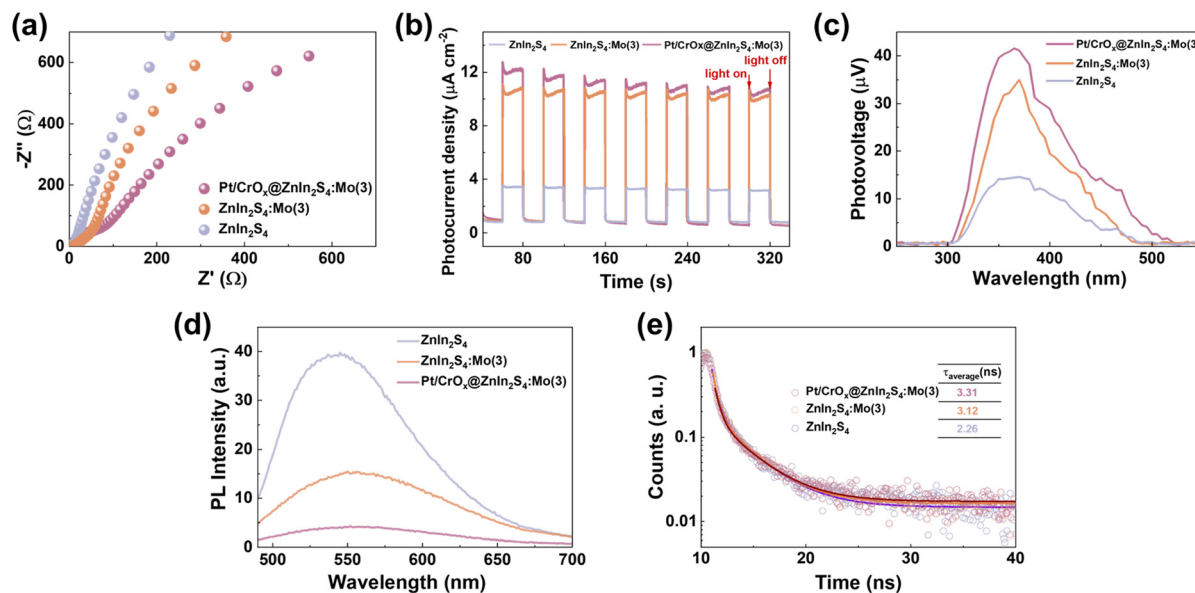 (a)
-Z'' (Ω)
600
400
200
0
0 200 400 600
Z' (Ω)
Pt/CrOₓ@ZnIn₂S₄:Mo(3)
ZnIn₂S₄:Mo(3)
ZnIn₂S₄
(b)
Photocurrent density (μA cm⁻²)
ZnIn₂S₄ ZnIn₂S₄:Mo(3) Pt/CrOx@ZnIn₂S₄:Mo(3)
light off
light on
16
12
8
4
0
80 120 160 200 240 280 320
Time (s)
(c)
Photovoltage (μV)
Pt/CrOₓ@ZnIn₂S₄:Mo(3
ZnIn₂S₄:Mo(3)
ZnIn₂S₄
40
30
20
10
0
300 400 500
Wavelength (nm)
(d)
PL Intensity (a.u.)
ZnIn₂S₄
ZnIn₂S₄:Mo(3)
Pt/CrOₓ@ZnIn₂S₄:Mo(3)
40
30
20
10
0
500 550 600 650 700
Wavelength (nm)
(e)
Counts (a. u.)
1
0.1
0.01
Pt/CrOₓ@ZnIn₂S₄:Mo(3)
ZnIn₂S₄:Mo(3)
ZnIn₂S₄
τaverage(ns)
3.31
3.12
2.26
10 20 30 40
Time (ns)